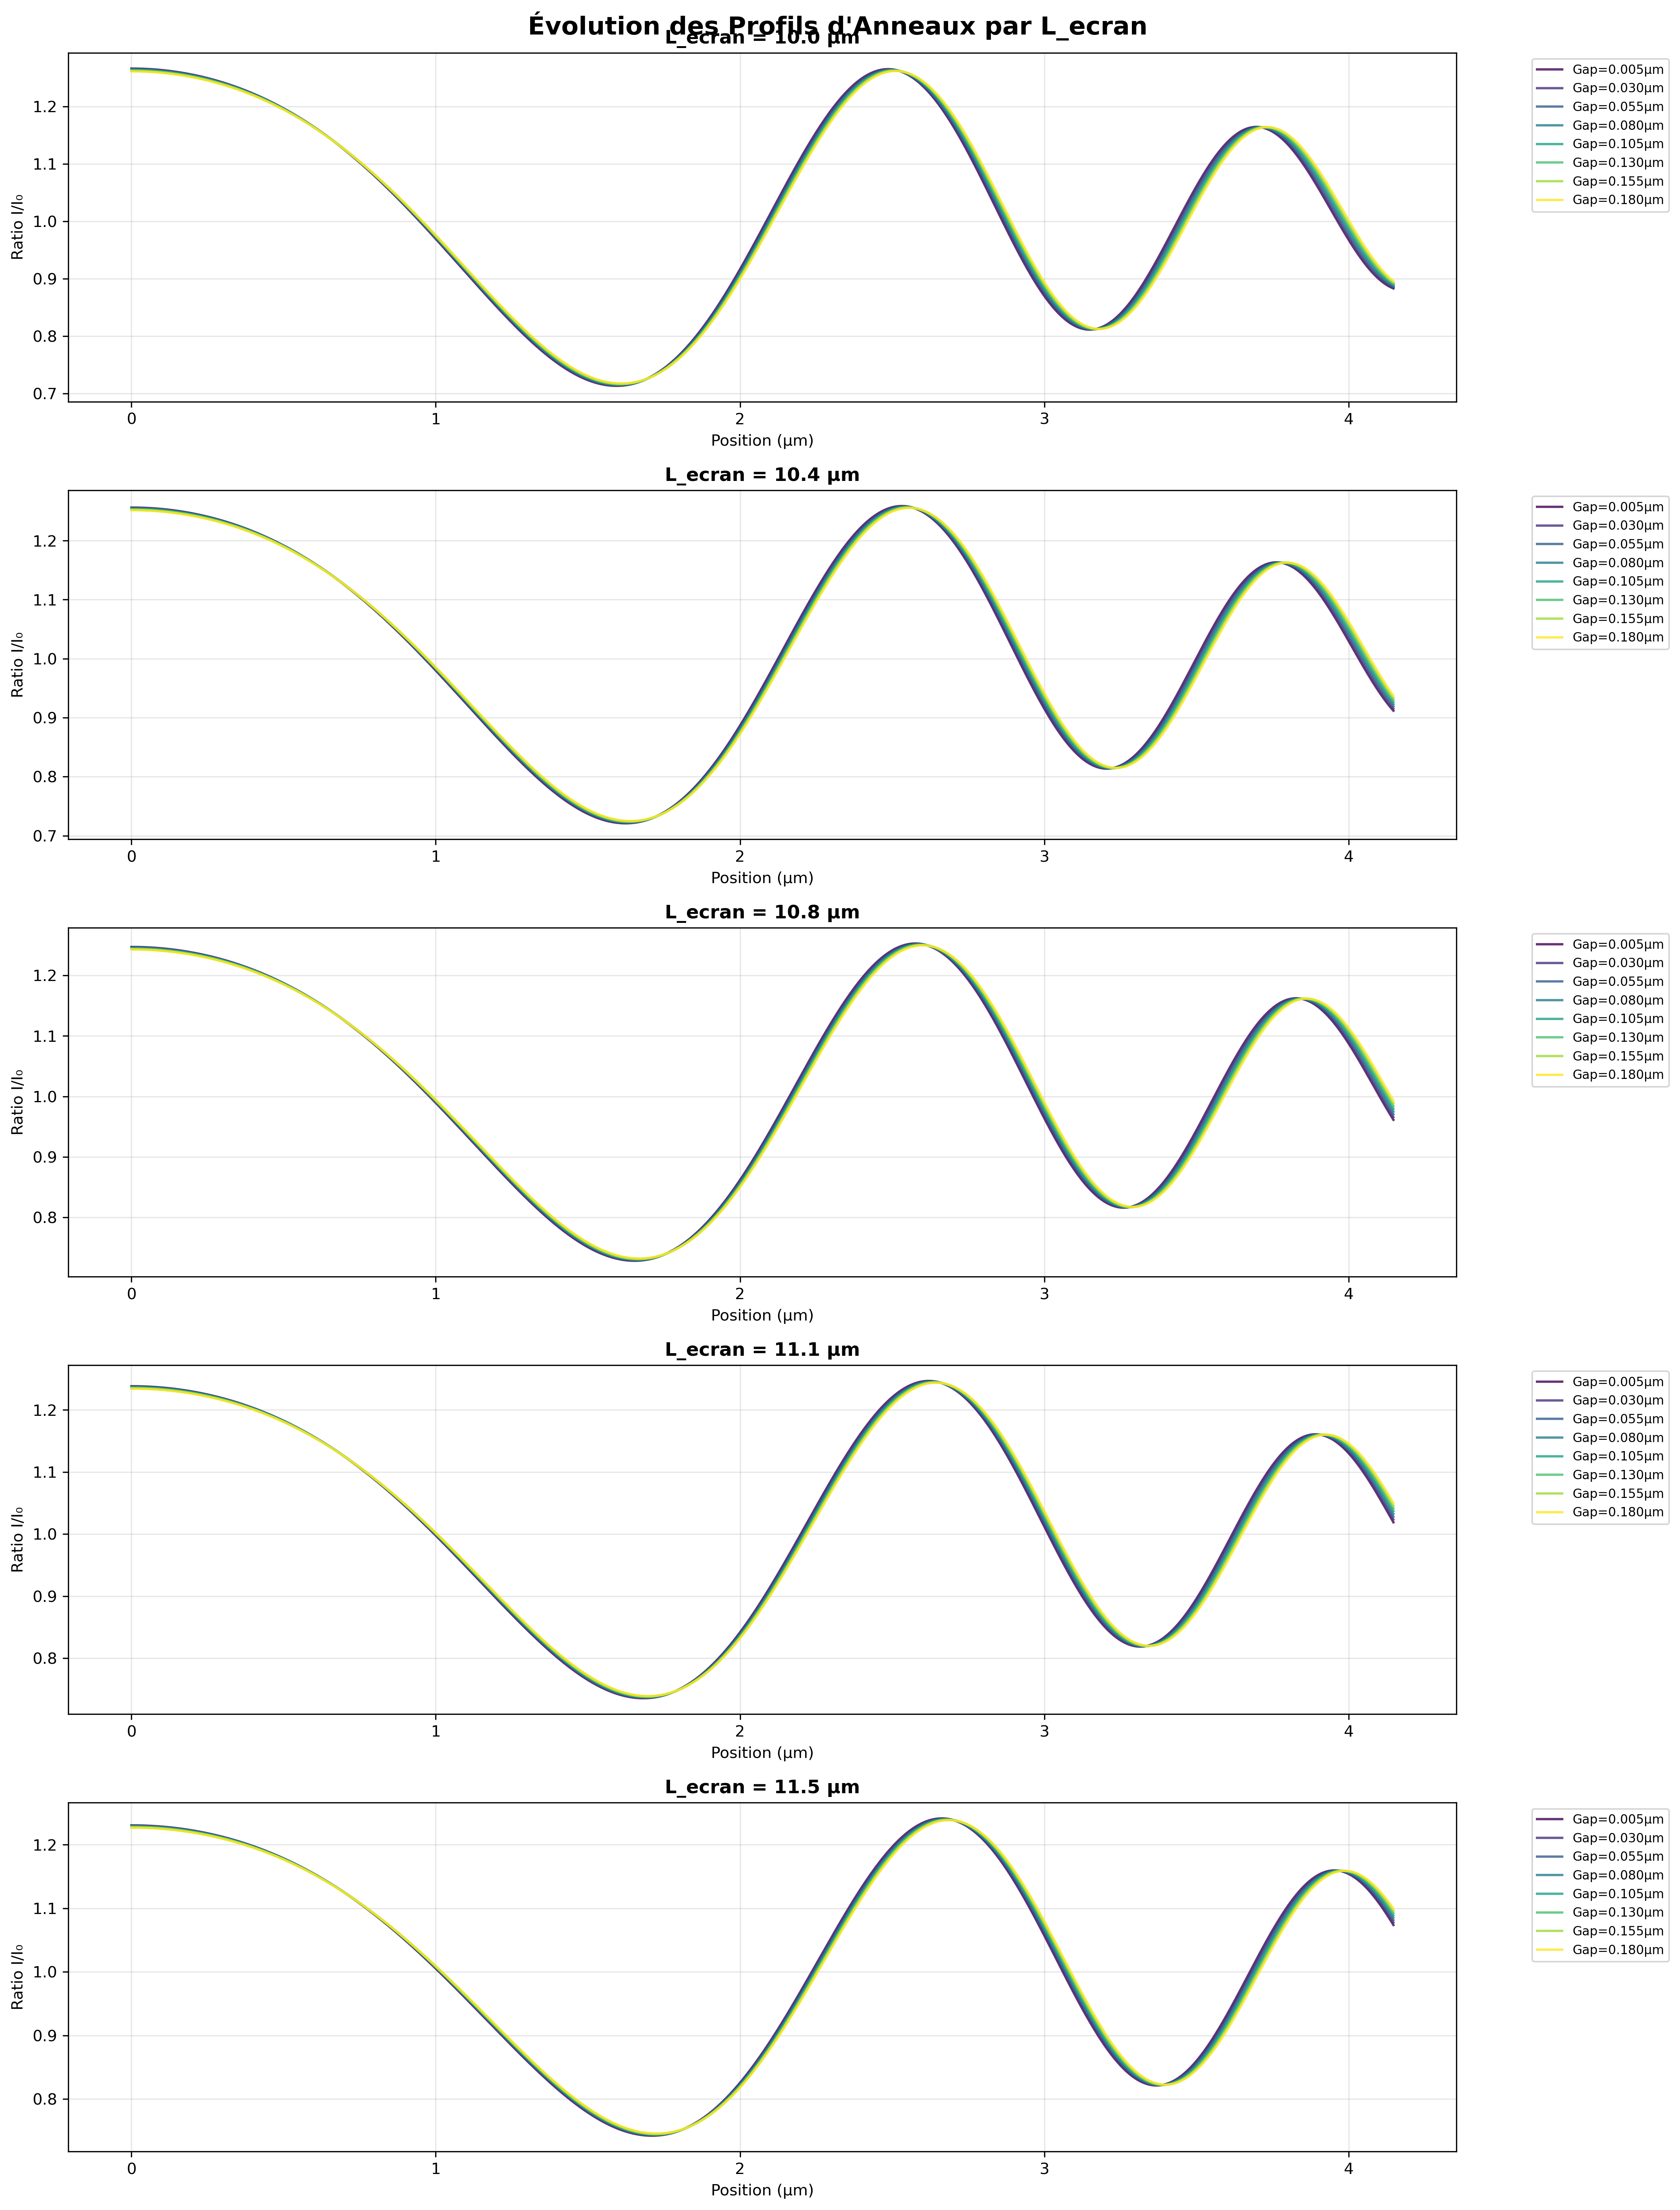 Évolution des Profils d'Anneaux par L_ecran
L_ecran = 10.0 µm
Ratio I/I₀
1.2
1.1
1.0
0.9
0.8
0.7
0 1 2 3 4
Position (µm)
Gap=0.005µm
Gap=0.030µm
Gap=0.055µm
Gap=0.080µm
Gap=0.105µm
Gap=0.130µm
Gap=0.155µm
Gap=0.180µm
L_ecran = 10.4 µm
Ratio I/I₀
1.2
1.1
1.0
0.9
0.8
0.7
0 1 2 3 4
Position (µm)
Gap=0.005µm
Gap=0.030µm
Gap=0.055µm
Gap=0.080µm
Gap=0.105µm
Gap=0.130µm
Gap=0.155µm
Gap=0.180µm
L_ecran = 10.8 µm
Ratio I/I₀
1.2
1.1
1.0
0.9
0.8
0 1 2 3 4
Position (µm)
Gap=0.005µm
Gap=0.030µm
Gap=0.055µm
Gap=0.080µm
Gap=0.105µm
Gap=0.130µm
Gap=0.155µm
Gap=0.180µm
L_ecran = 11.1 µm
Ratio I/I₀
1.2
1.1
1.0
0.9
0.8
0 1 2 3 4
Position (µm)
Gap=0.005µm
Gap=0.030µm
Gap=0.055µm
Gap=0.080µm
Gap=0.105µm
Gap=0.130µm
Gap=0.155µm
Gap=0.180µm
L_ecran = 11.5 µm
Ratio I/I₀
1.2
1.1
1.0
0.9
0.8
0 1 2 3 4
Position (µm)
Gap=0.005µm
Gap=0.030µm
Gap=0.055µm
Gap=0.080µm
Gap=0.105µm
Gap=0.130µm
Gap=0.155µm
Gap=0.180µm